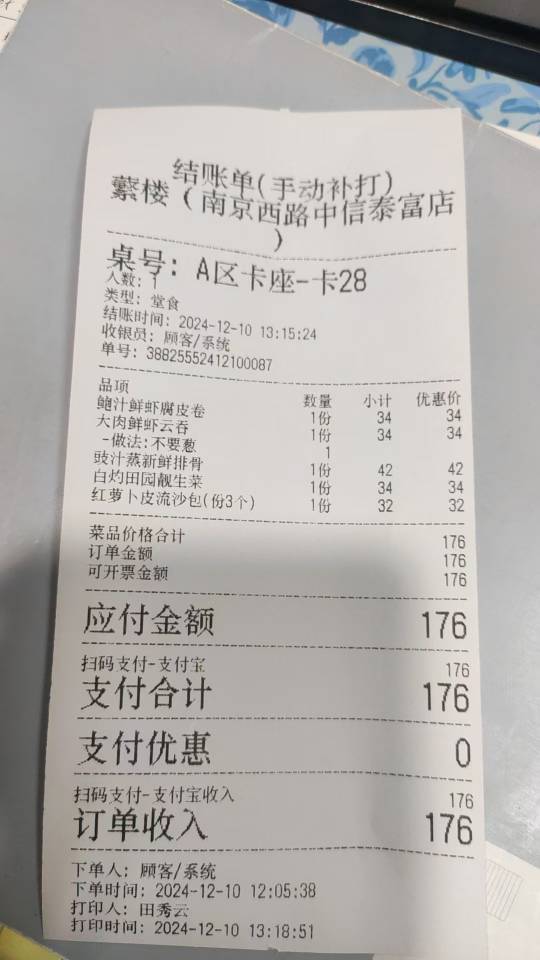 结账单(手动补打)
蘩楼（南京西路中信泰富店
）
桌号: A区卡座-卡28
人数: 1
类型: 堂食
结账时间: 2024-12-10 13:15:24
收银员: 顾客/系统
单号: 38825552412100087
品项 数量 小计 优惠价
鲍汁鲜虾腐皮卷 1份 34 34
大肉鲜虾云吞 1份 34 34
-做法:不要葱 1
豉汁蒸新鲜排骨 1份 42 42
白灼田园靓生菜 1份 34 34
红萝卜皮流沙包(份3个) 1份 32 32
菜品价格合计 176
订单金额 176
可开票金额 176
应付金额 176
扫码支付-支付宝 176
支付合计 176
支付优惠 0
扫码支付-支付宝收入 176
订单收入 176
下单人: 顾客/系统
下单时间: 2024-12-10 12:05:38
打印人: 田秀云
打印时间: 2024-12-10 13:18:51